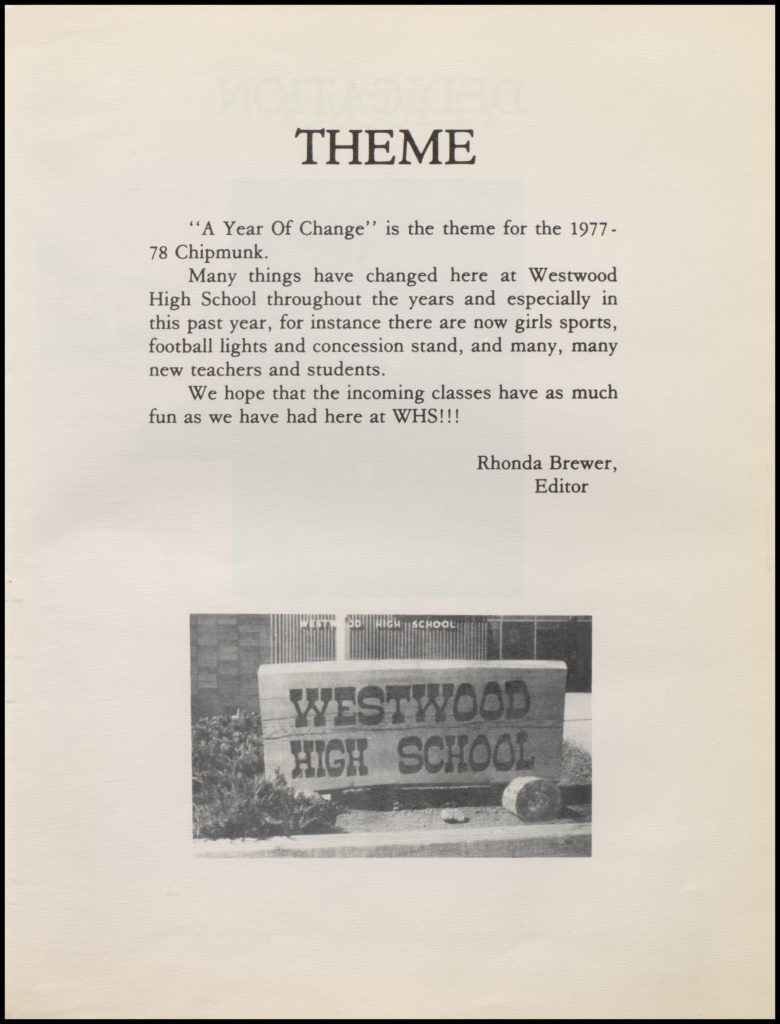 DEDICATION
THEME
‘‘A Year Of Change’’ is the theme for the 1977-
78 Chipmunk.
Many things have changed here at Westwood
High School throughout the years and especially in
this past year, for instance there are now girls sports,
football lights and concession stand, and many, many
new teachers and students.
We hope that the incoming classes have as much
fun as we have had here at WHS!!!
Rhonda Brewer,
Editor
WESTWOOD HIGH SCHOOL
WESTWOOD
HIGH SCHOOL